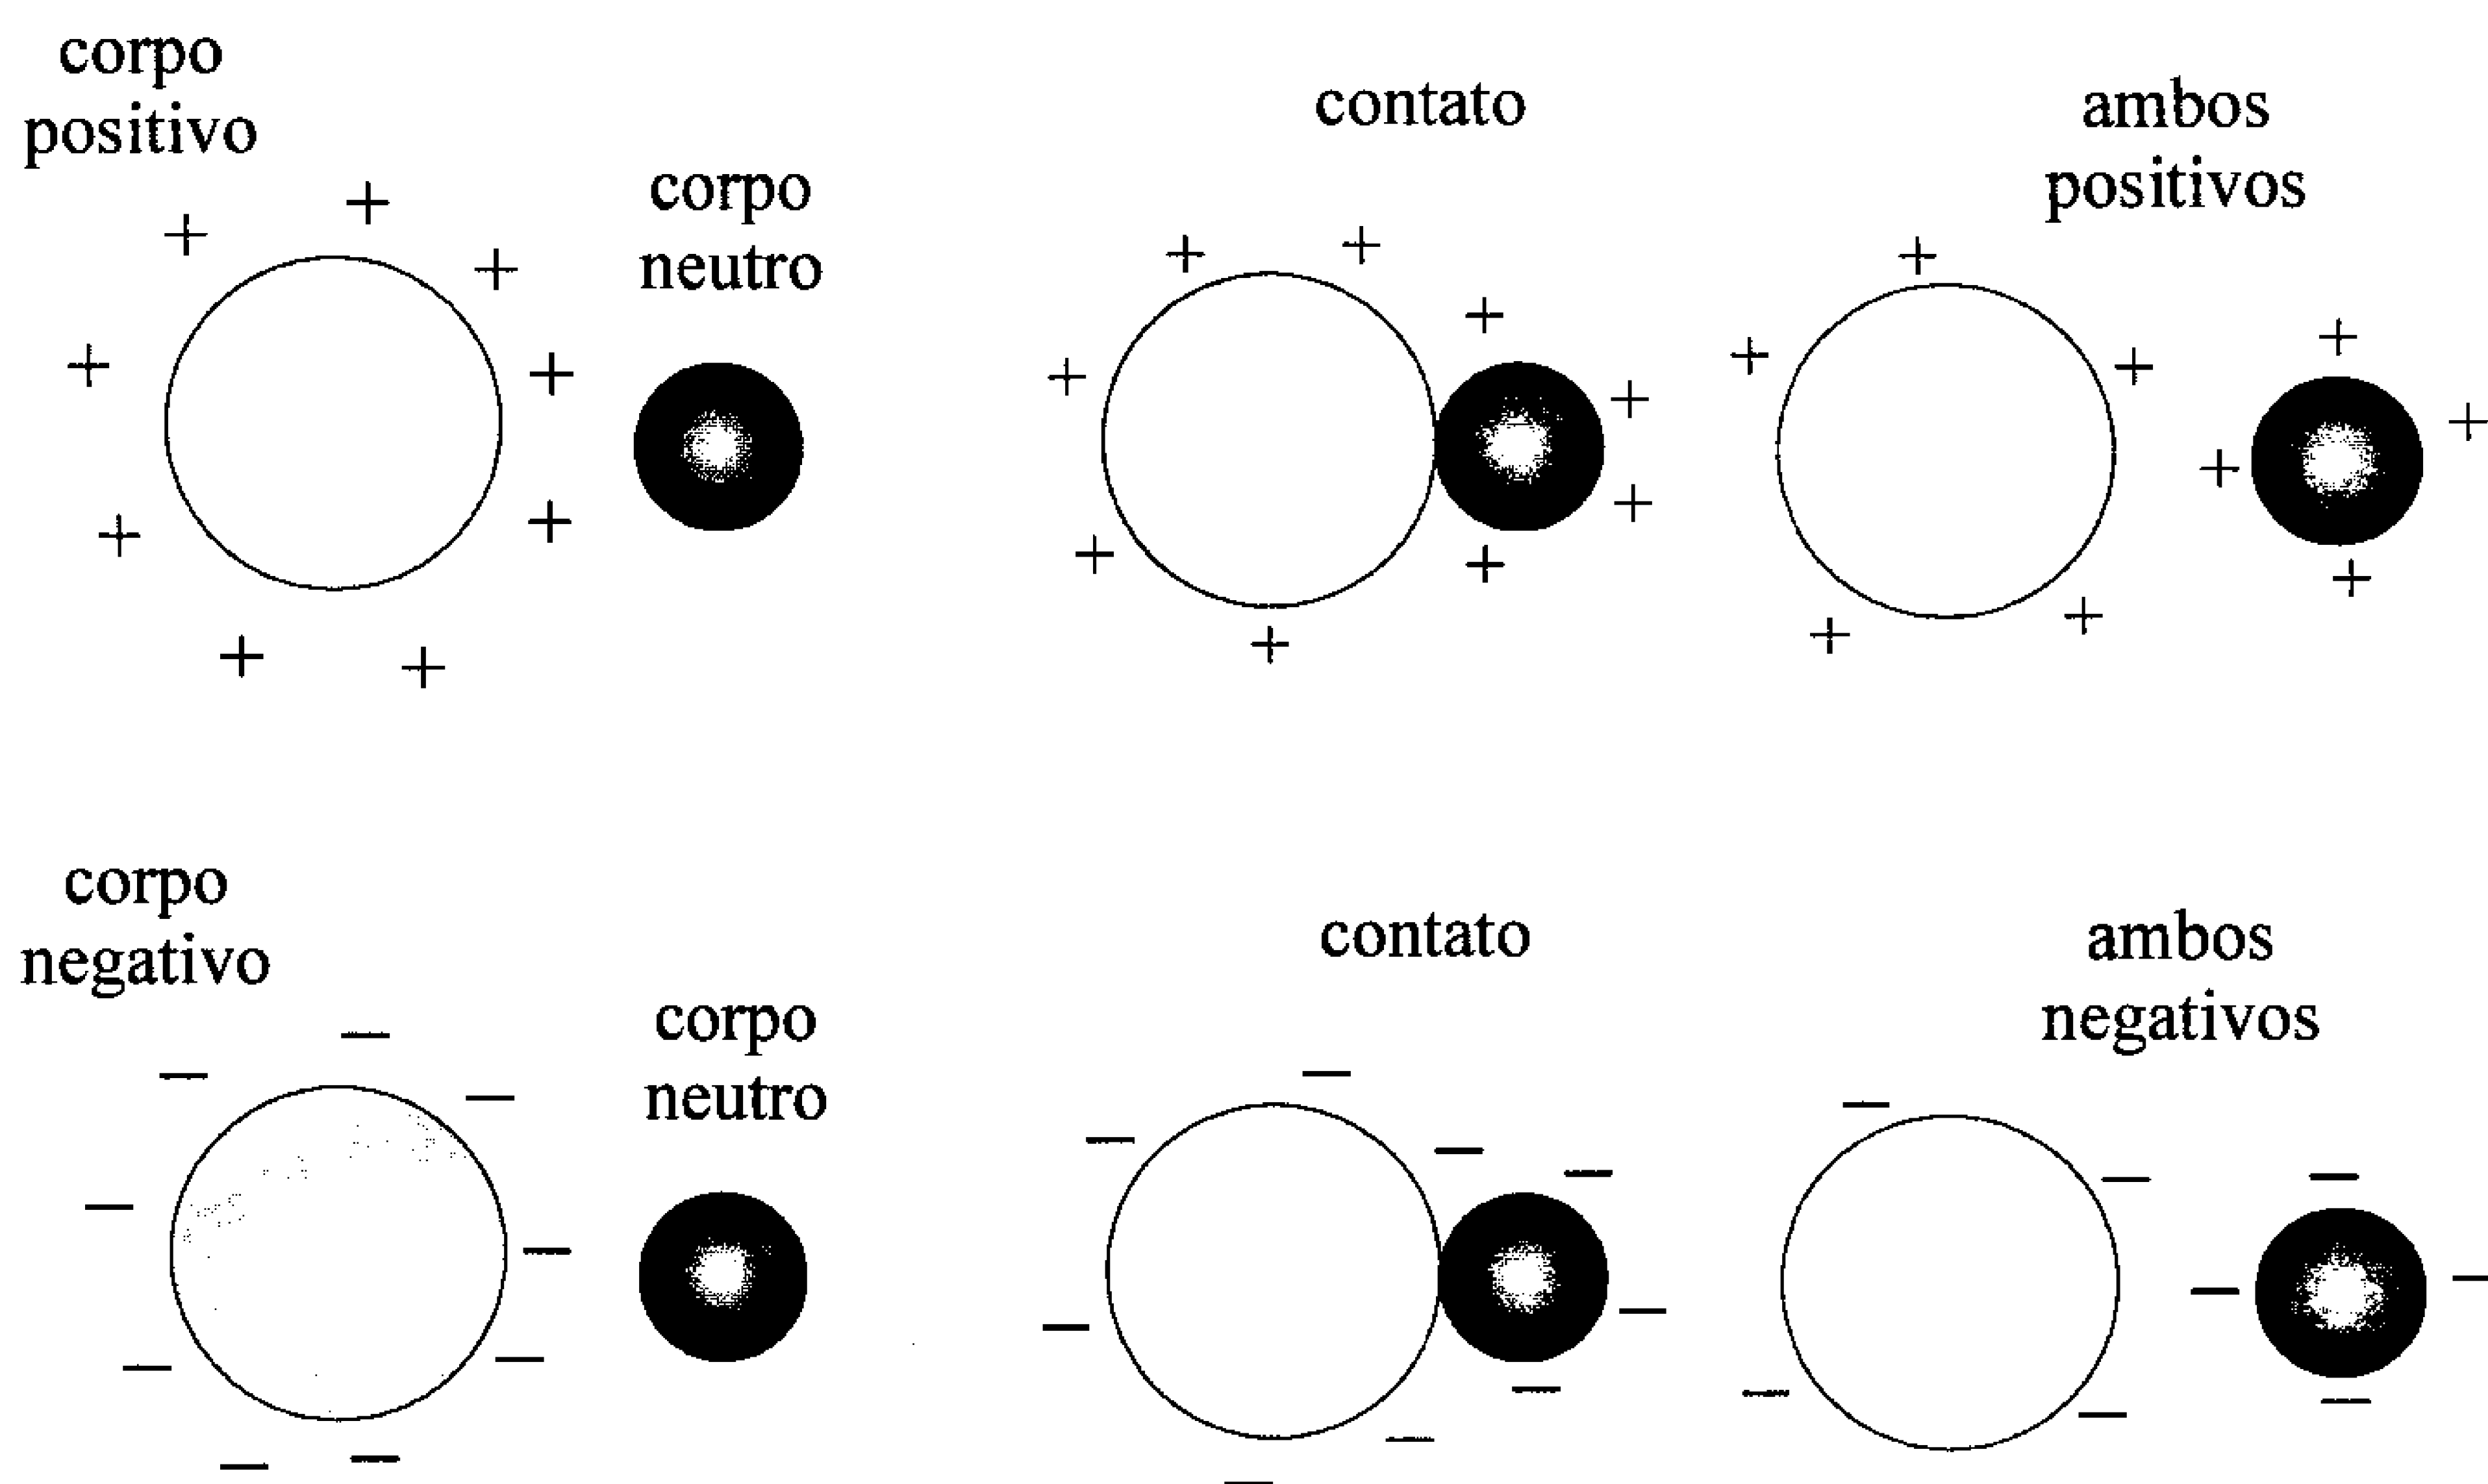 corpo
positivo
corpo
neutro
contato
ambos
positivos
corpo
negativo
corpo
neutro
contato
ambos
negativos